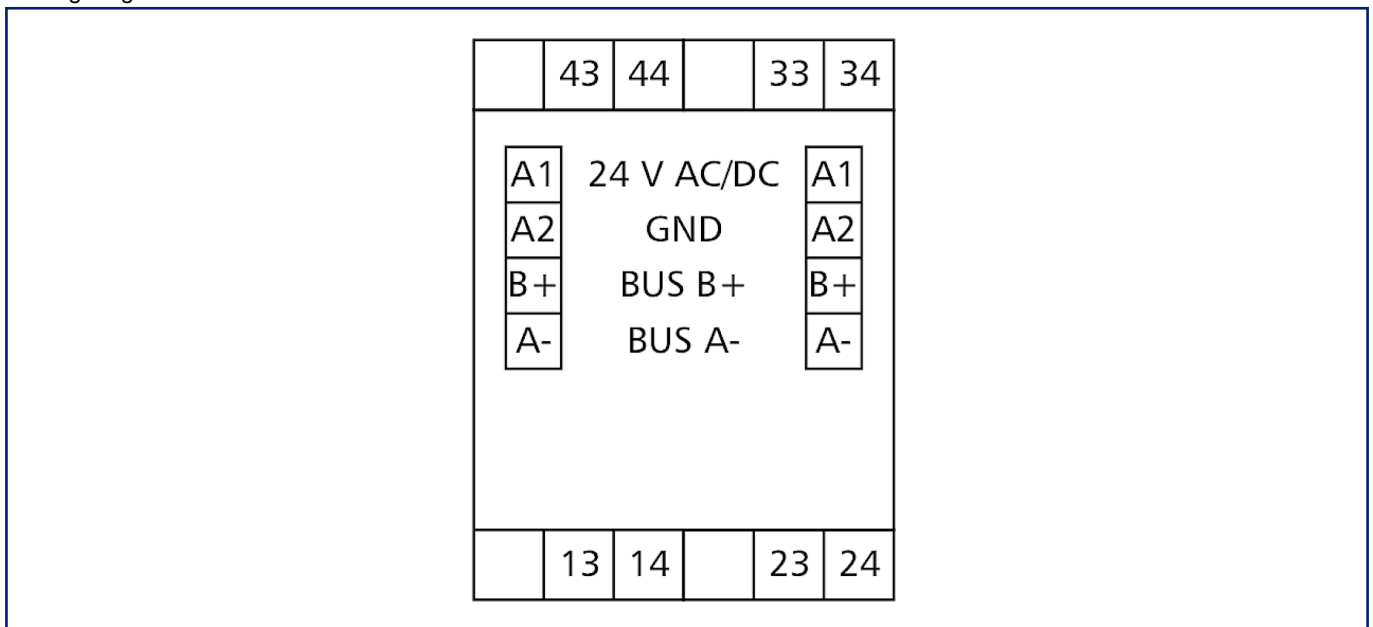 43 44 33 34
A1 24 V AC/DC A1
A2 GND A2
B+ BUS B+ B+
A- BUS A- A-
13 14 23 24